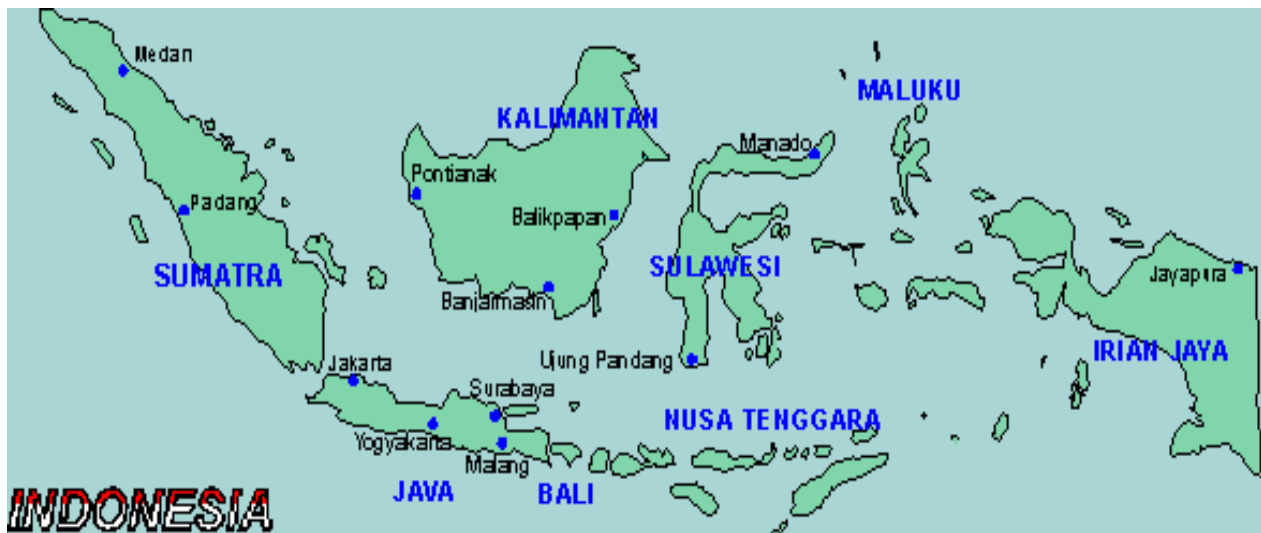 Medan
MALUKU
KALIMANTAN
Manado
Pontianak
Padang
Balikpapan
SULAWESI
SUMATRA
Jayapura
Banjarmasin
IRIAN JAYA
Ujung Pandang
Jakarta
Surabaya
NUSA TENGGARA
Yogyakarta
Malang
JAVA
BALI
INDONESIA